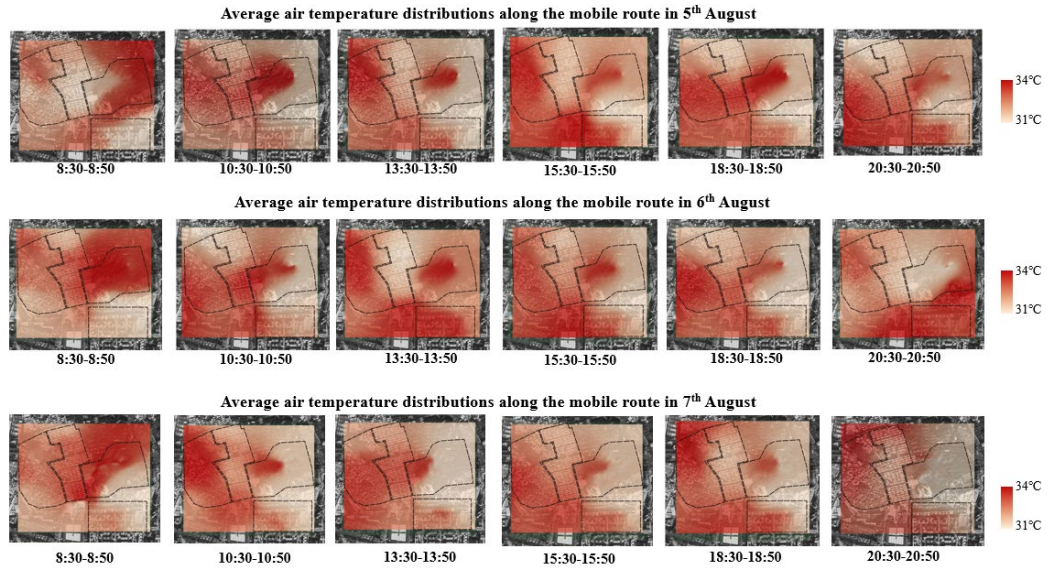 Average air temperature distributions along the mobile route in 5th August
34°C
31°C
8:30-8:50 10:30-10:50 13:30-13:50 15:30-15:50 18:30-18:50 20:30-20:50
Average air temperature distributions along the mobile route in 6th August
34°C
31°C
8:30-8:50 10:30-10:50 13:30-13:50 15:30-15:50 18:30-18:50 20:30-20:50
Average air temperature distributions along the mobile route in 7th August
34°C
31°C
8:30-8:50 10:30-10:50 13:30-13:50 15:30-15:50 18:30-18:50 20:30-20:50